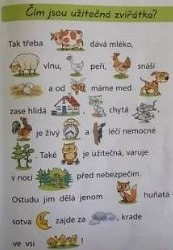 Čím jsou užitečná zvířátka?
Tak třeba dává mléko,
vlnu, peří, snáší
a od máme med.
zase hlídá , chytá ,
je živý a léčí nemocné
. Také je užitečná, varuje
v noci před nebezpečím.
Ostudu jim dělá jenom huňatá
sotva zajde za , krade
ve vsi !